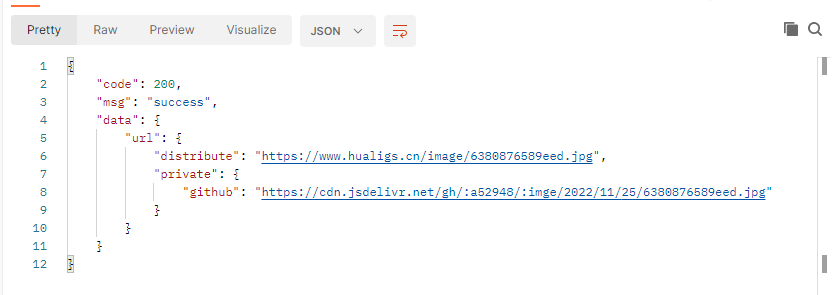 Pretty Raw Preview Visualize JSON
1 {
2 "code": 200,
3 "msg": "success",
4 "data": {
5 "url": {
6 "distribute": "https://www.hualigs.cn/image/6380876589eed.jpg",
7 "private": {
8 "github": "https://cdn.jsdelivr.net/gh/:a52948/:imge/2022/11/25/6380876589eed.jpg"
9 }
10 }
11 }
12 }